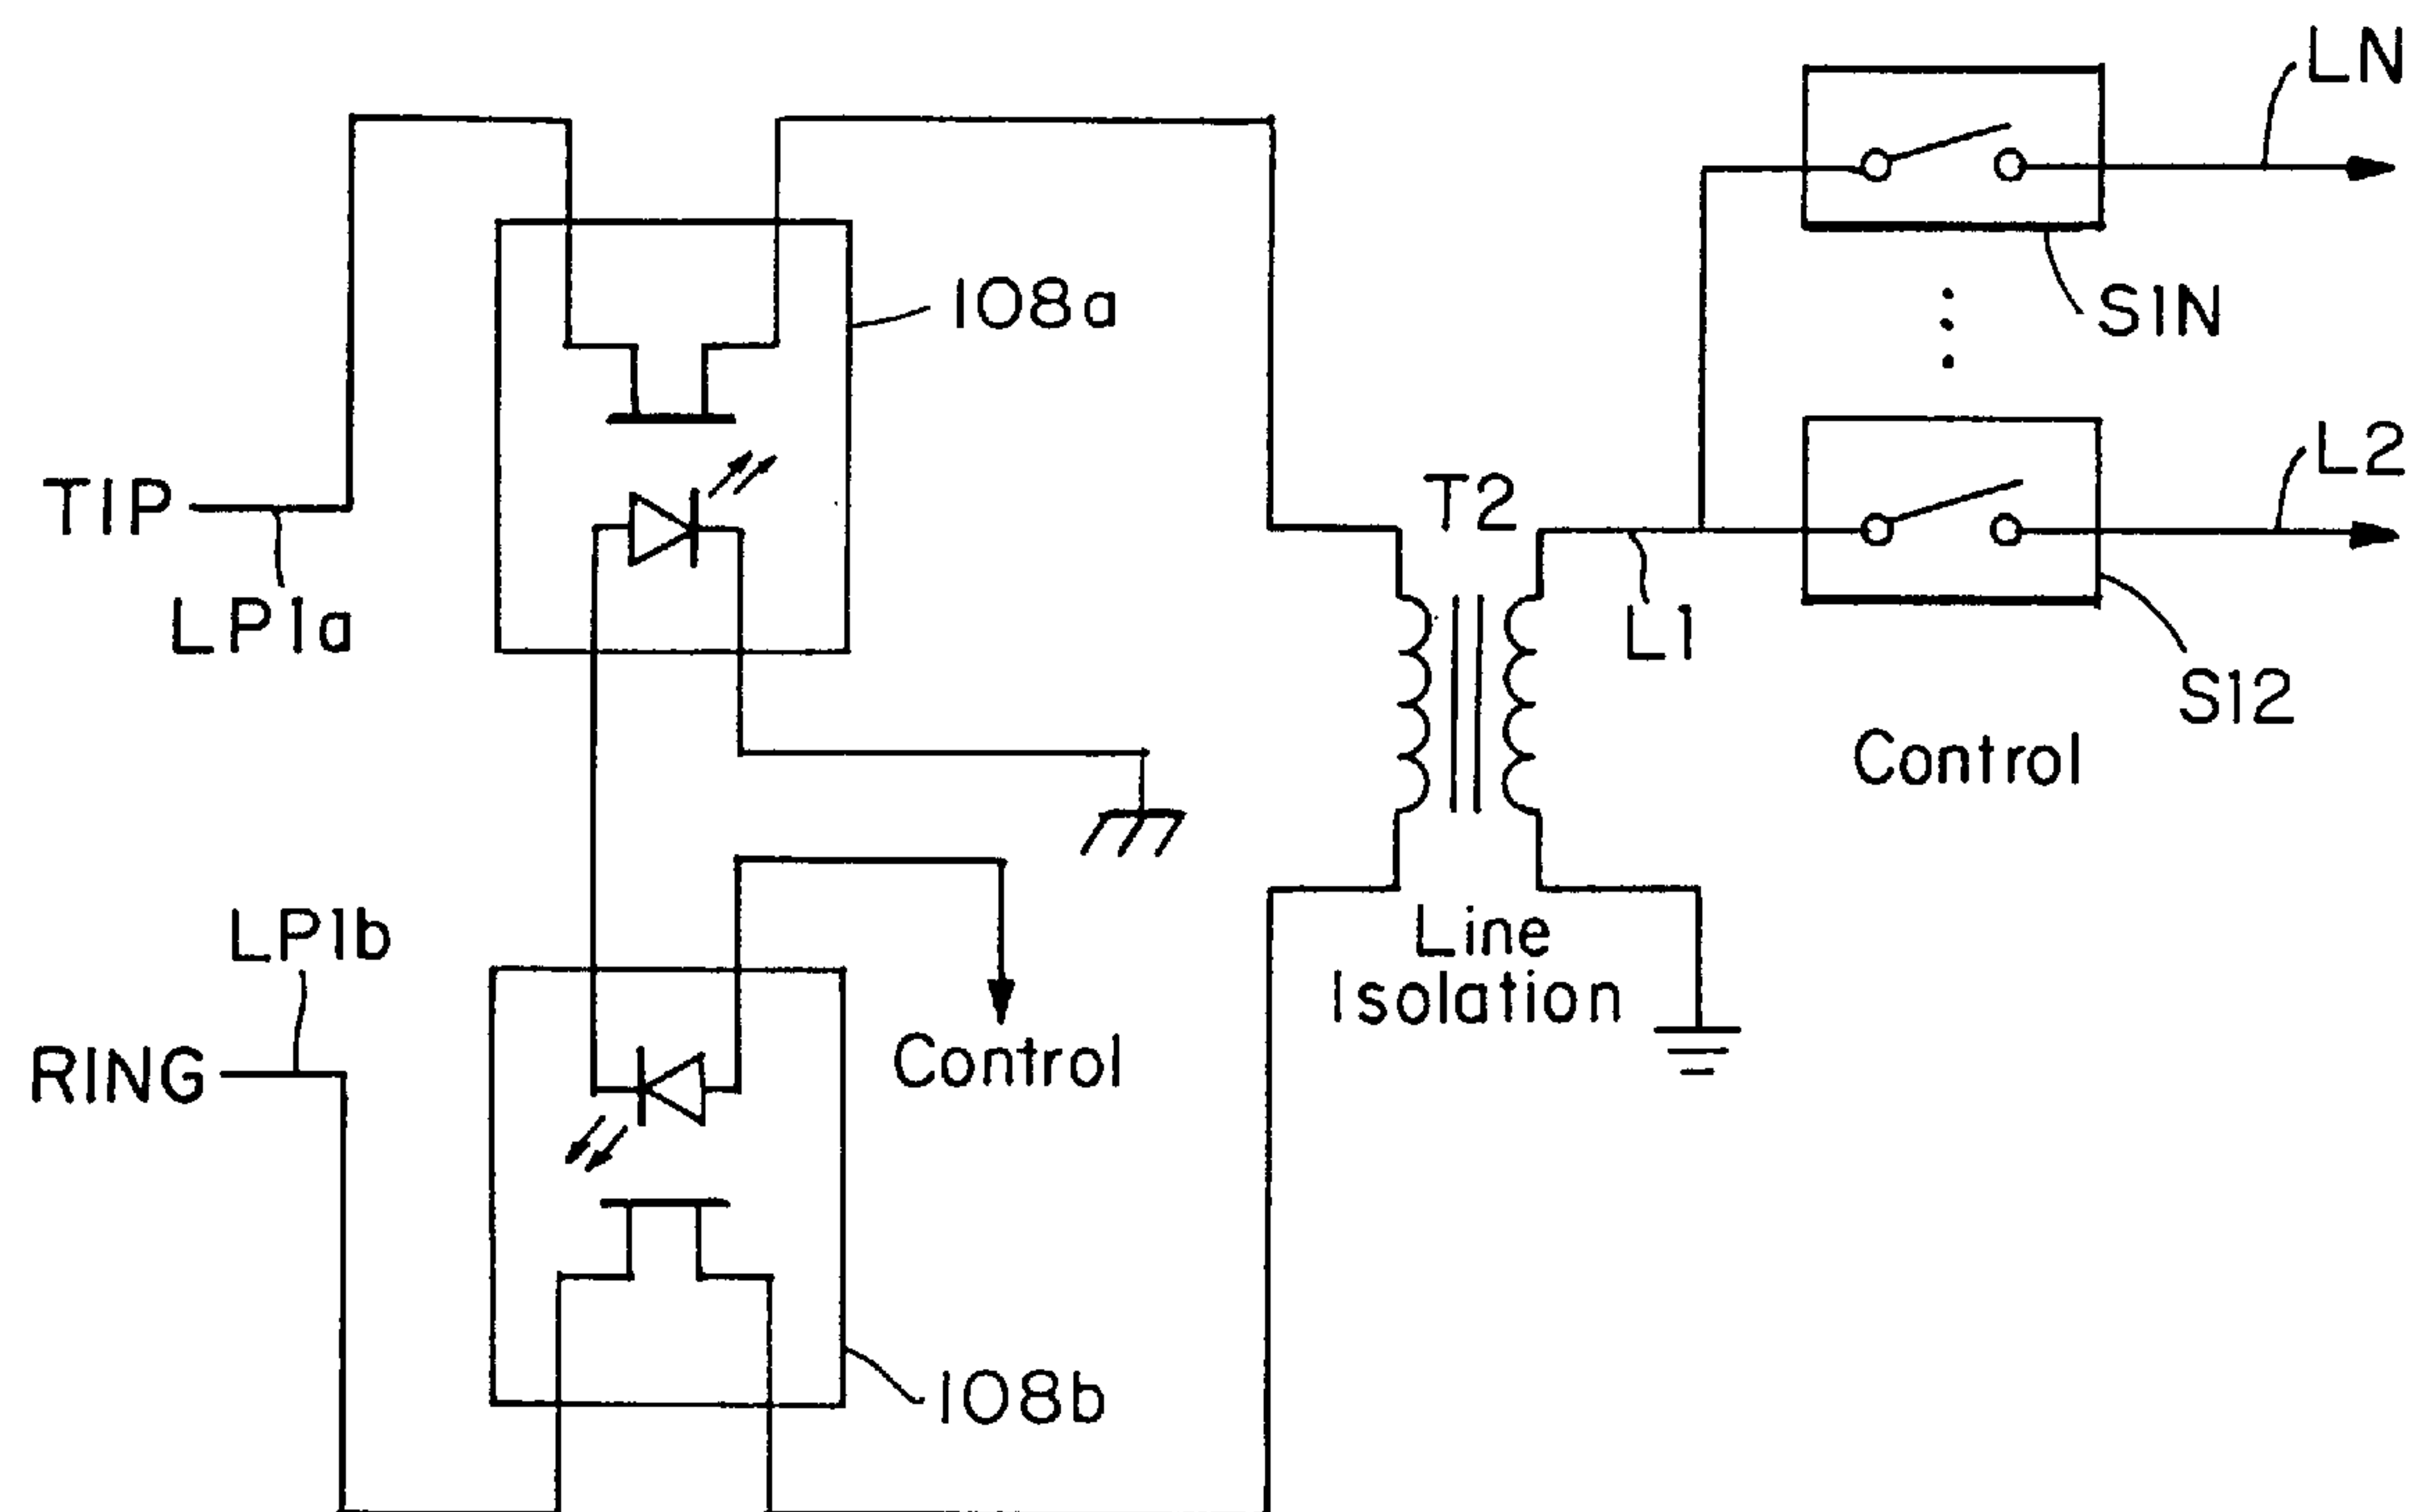 LN
S1N
108a
L2
TIP
T2
LP1a
L1
S12
Control
LP1b
Line
Isolation
Control
RING
108b